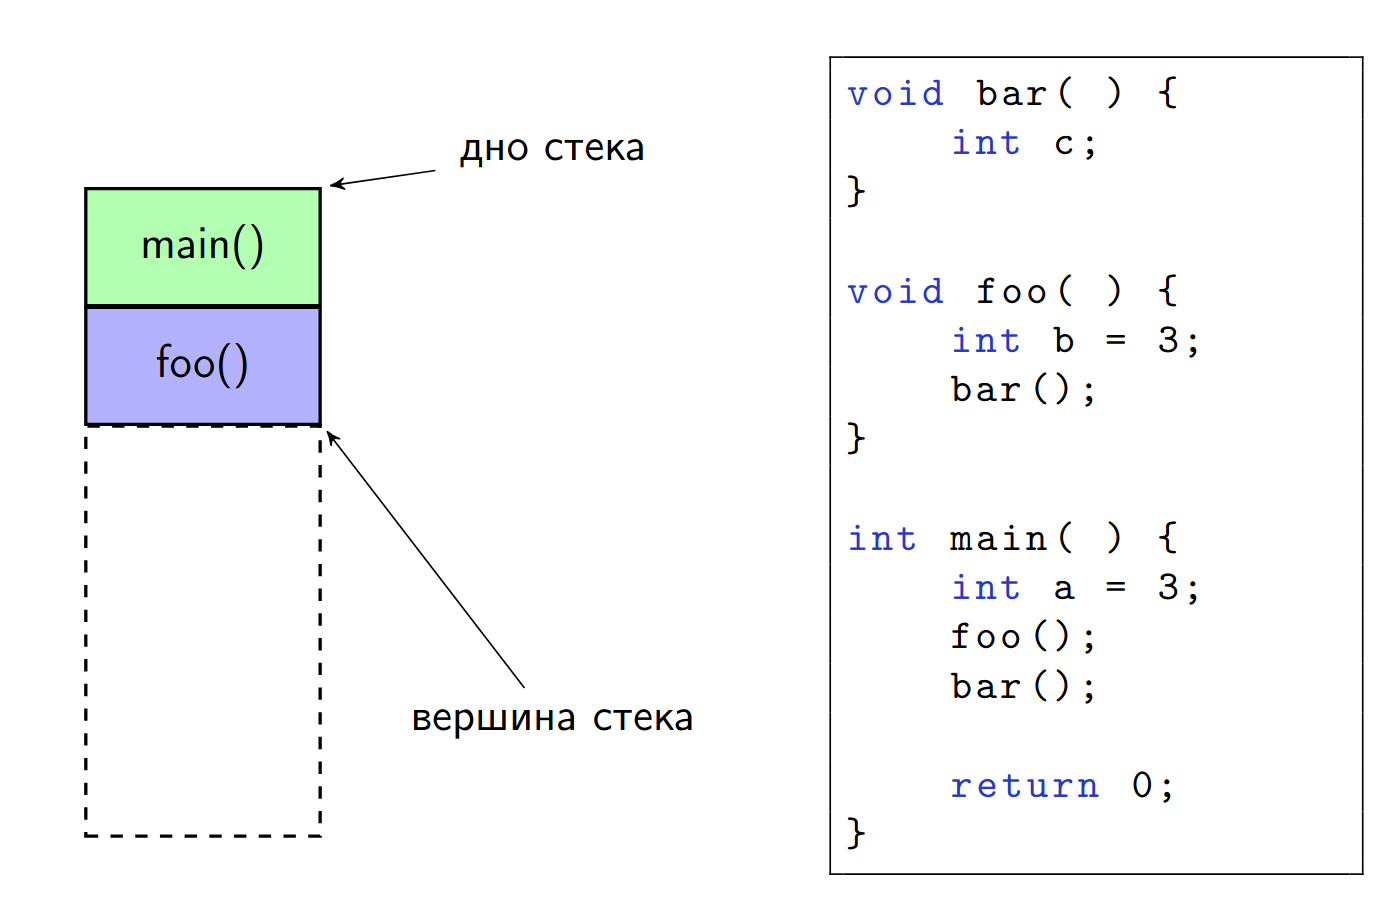 дно стека
main()
foo()
вершина стека
void bar( ) {
    int c;
}

void foo( ) {
    int b = 3;
    bar();
}

int main( ) {
    int a = 3;
    foo();
    bar();

    return 0;
}